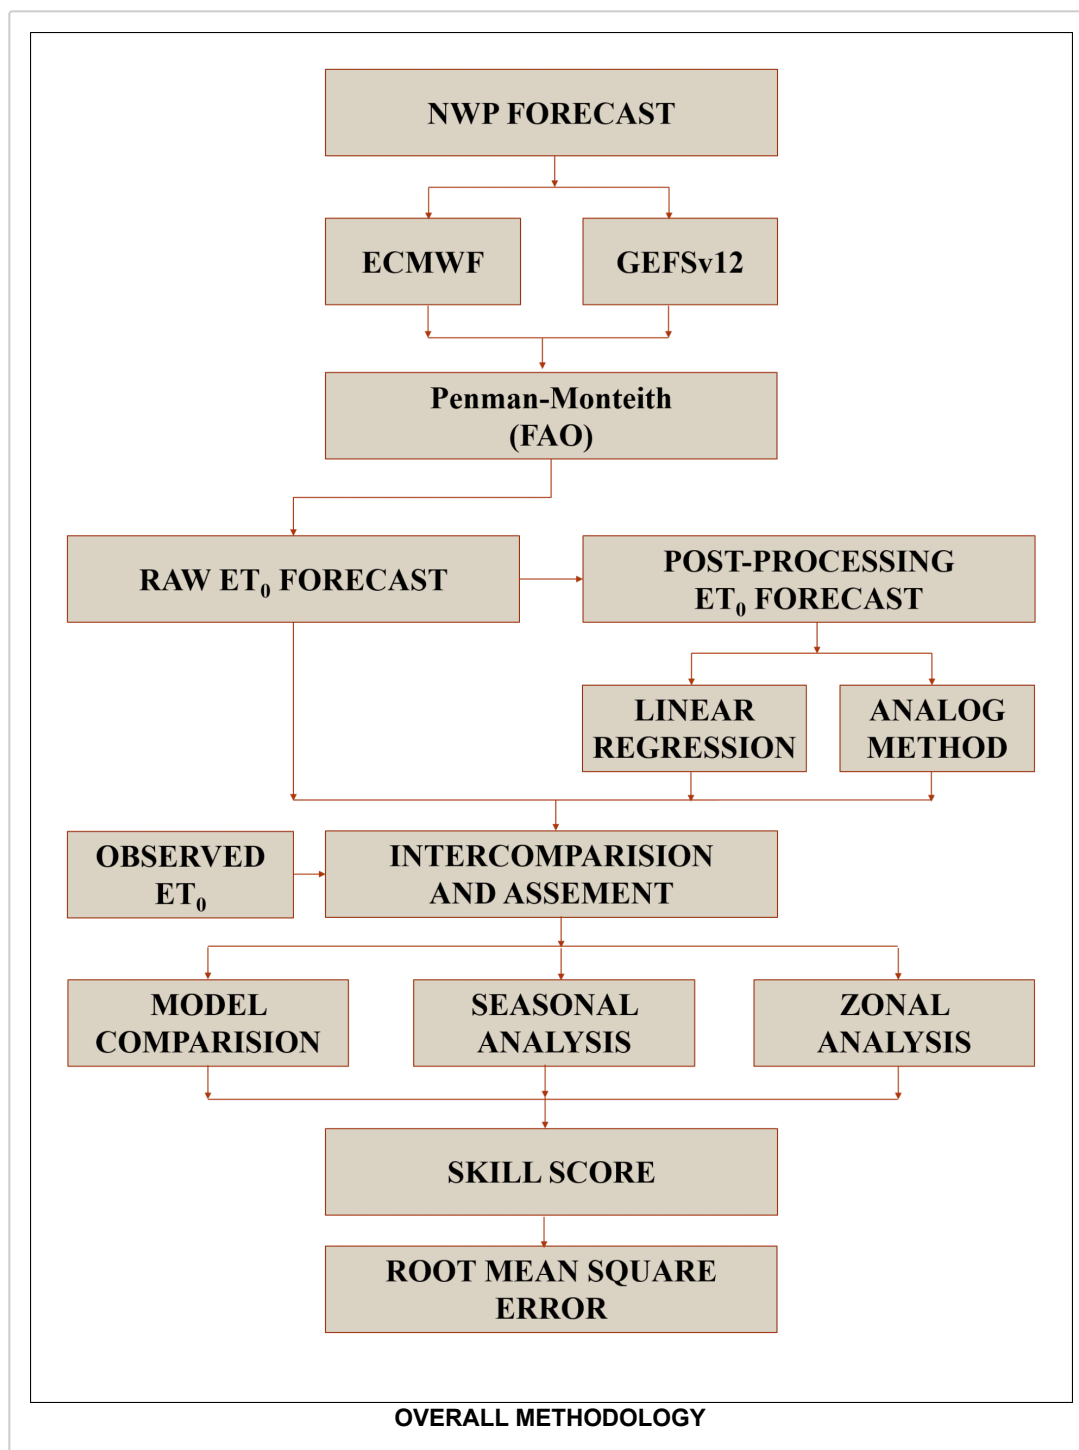 NWP FORECAST
ECMWF
GEFSv12
Penman-Monteith
(FAO)
RAW ET₀ FORECAST
POST-PROCESSING
ET₀ FORECAST
LINEAR
REGRESSION
ANALOG
METHOD
OBSERVED
ET₀
INTERCOMPARISION
AND ASSEMENT
MODEL
COMPARISION
SEASONAL
ANALYSIS
ZONAL
ANALYSIS
SKILL SCORE
ROOT MEAN SQUARE
ERROR
OVERALL METHODOLOGY